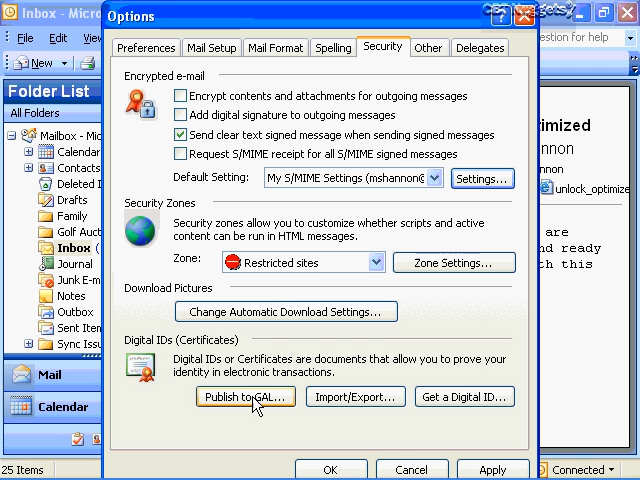 Inbox - Micros
Options
CBT Nuggets
File Edit
estion for help
New
Preferences Mail Setup Mail Format Spelling Security Other Delegates
Folder List
All Folders
Mailbox - Micr
Calendar
Contacts
Deleted I
Drafts
Family
Golf Auct
Inbox (
Journal
Junk E-m
Notes
Outbox
Sent Item
Sync Issu
Mail
Calendar
25 Items
Encrypted e-mail
Encrypt contents and attachments for outgoing messages
Add digital signature to outgoing messages
Send clear text signed message when sending signed messages
Request S/MIME receipt for all S/MIME signed messages
Default Setting: My S/MIME Settings (mshannon@ Settings...
Security Zones
Security zones allow you to customize whether scripts and active
content can be run in HTML messages.
Zone: Restricted sites Zone Settings...
Download Pictures
Change Automatic Download Settings...
Digital IDs (Certificates)
Digital IDs or Certificates are documents that allow you to prove your
identity in electronic transactions.
Publish to GAL... Import/Export... Get a Digital ID...
OK Cancel Apply
timized
nnon
non
unlock_optimize
are
nd ready
th this
Connected